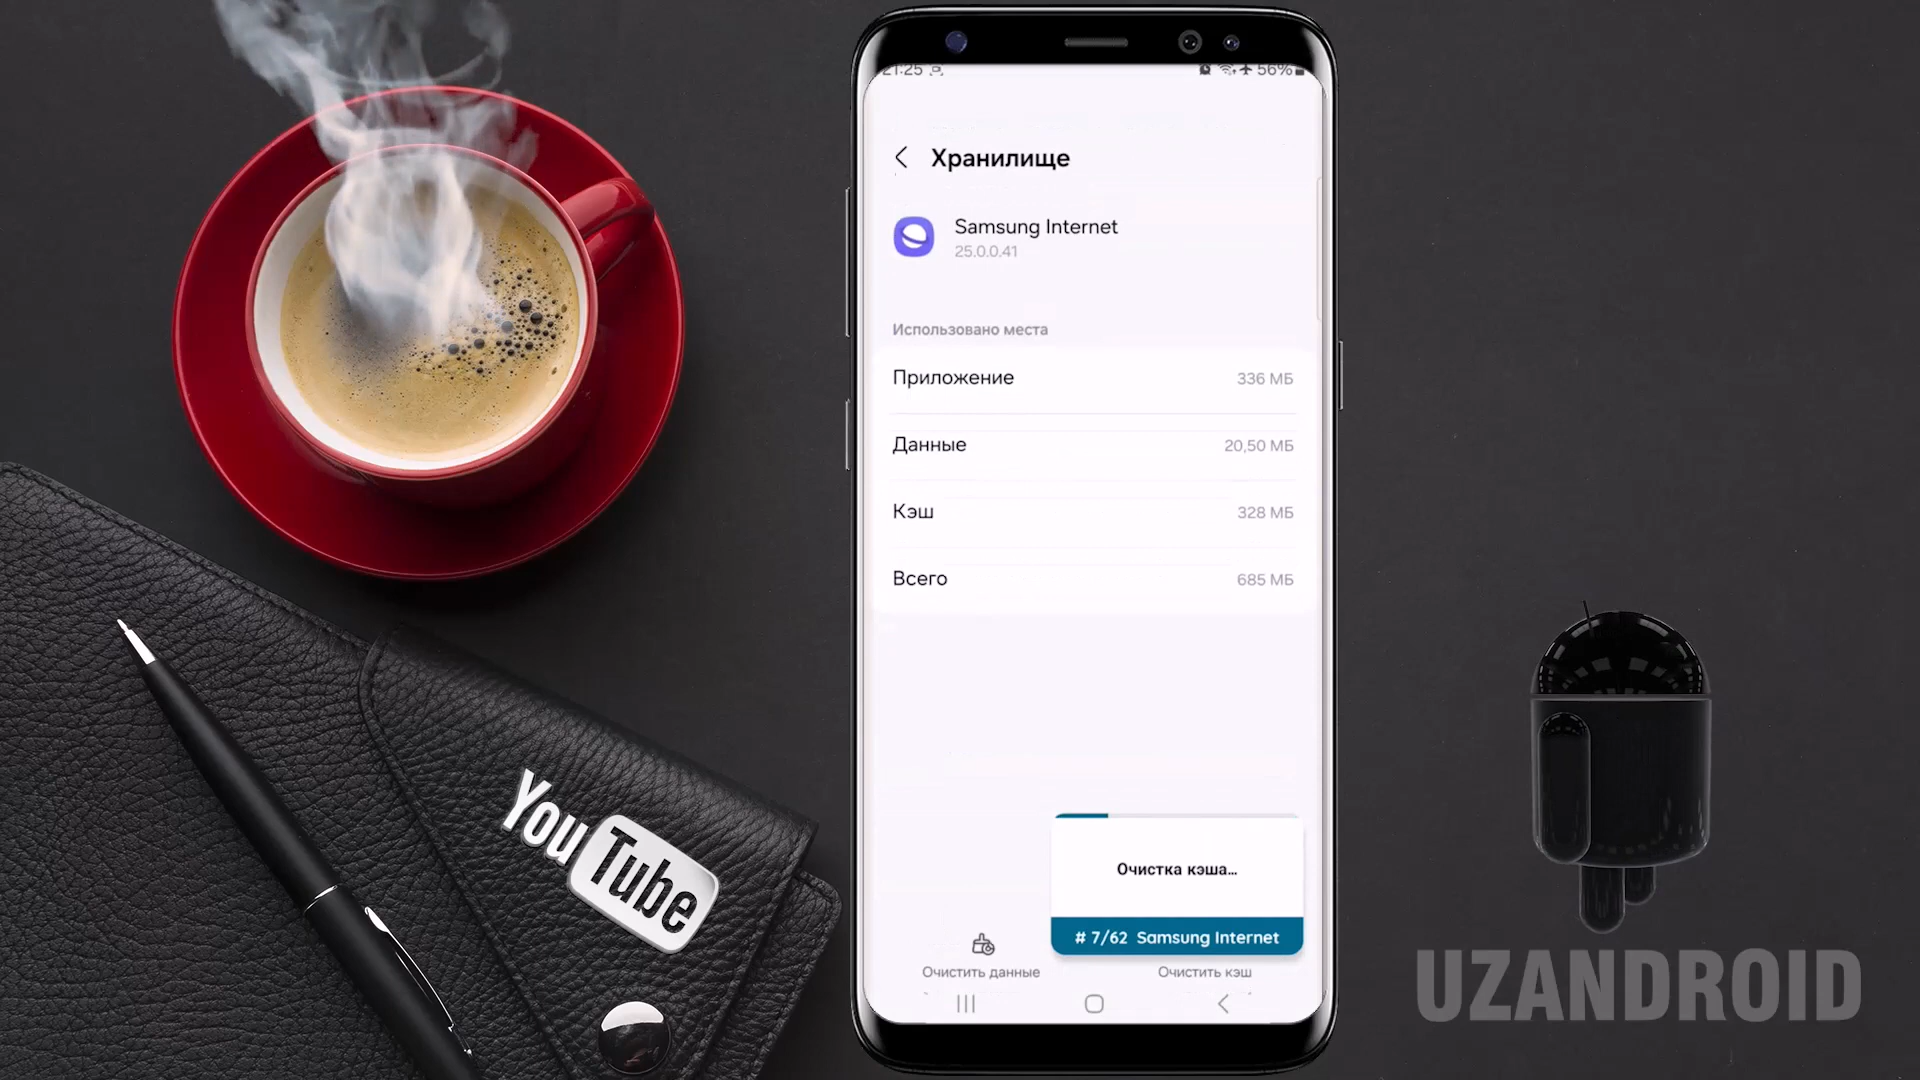 21:25
56%
Хранилище
Samsung Internet
25.0.0.41
Использовано места
Приложение 336 МБ
Данные 20,50 МБ
Кэш 328 МБ
Всего 685 МБ
Очистка кэша...
# 7/62 Samsung Internet
Очистить данные
Очистить кэш
YouTube
UZANDROID